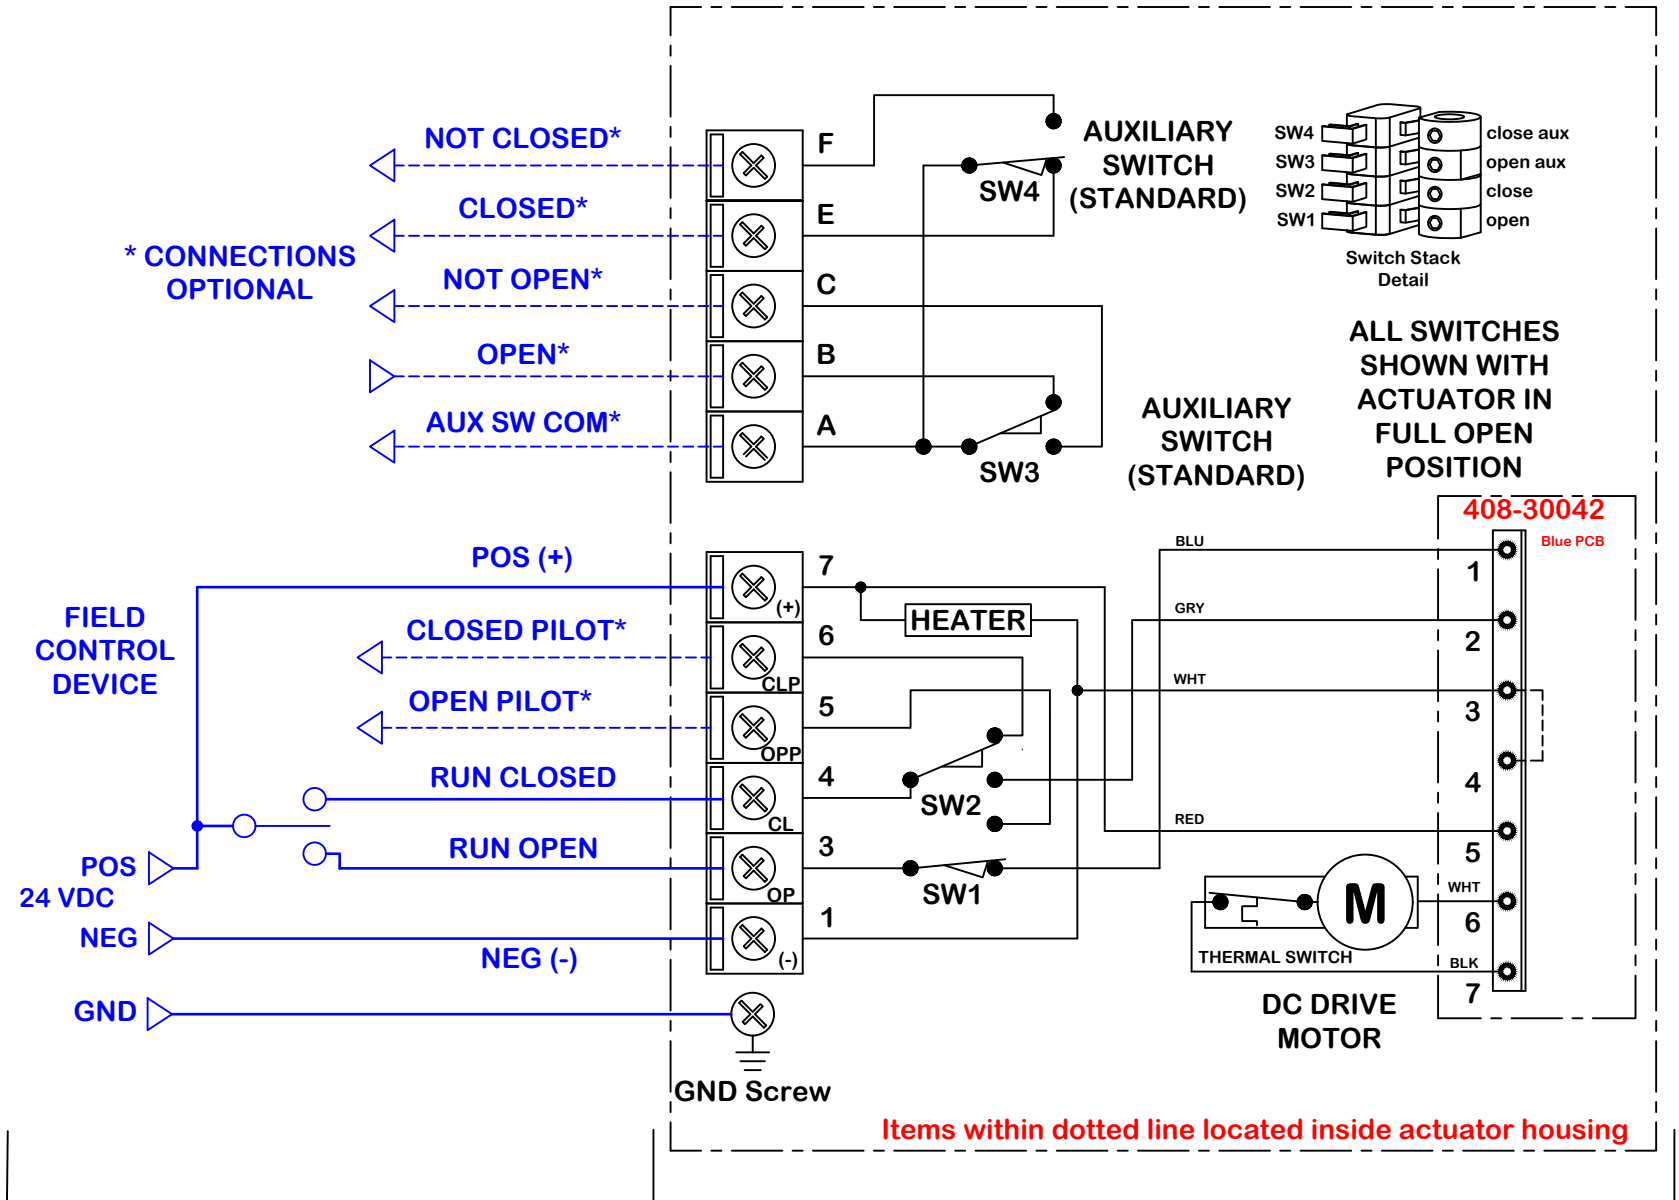 NOT CLOSED*
CLOSED*
* CONNECTIONS
OPTIONAL
NOT OPEN*
OPEN*
AUX SW COM*
F
E
C
B
A
SW4
AUXILIARY
SWITCH
(STANDARD)
SW3
AUXILIARY
SWITCH
(STANDARD)
SW4
close aux
SW3
open aux
SW2
close
SW1
open
Switch Stack
Detail
ALL SWITCHES
SHOWN WITH
ACTUATOR IN
FULL OPEN
POSITION
FIELD
CONTROL
DEVICE
POS (+)
CLOSED PILOT*
OPEN PILOT*
RUN CLOSED
RUN OPEN
POS
24 VDC
NEG
NEG (-)
GND
7
(+)
6
CLP
5
OPP
4
CL
3
OP
1
(-)
GND Screw
HEATER
SW2
SW1
408-30042
Blue PCB
BLU
1
GRY
2
WHT
3
4
RED
5
WHT
6
BLK
7
M
THERMAL SWITCH
DC DRIVE
MOTOR
Items within dotted line located inside actuator housing